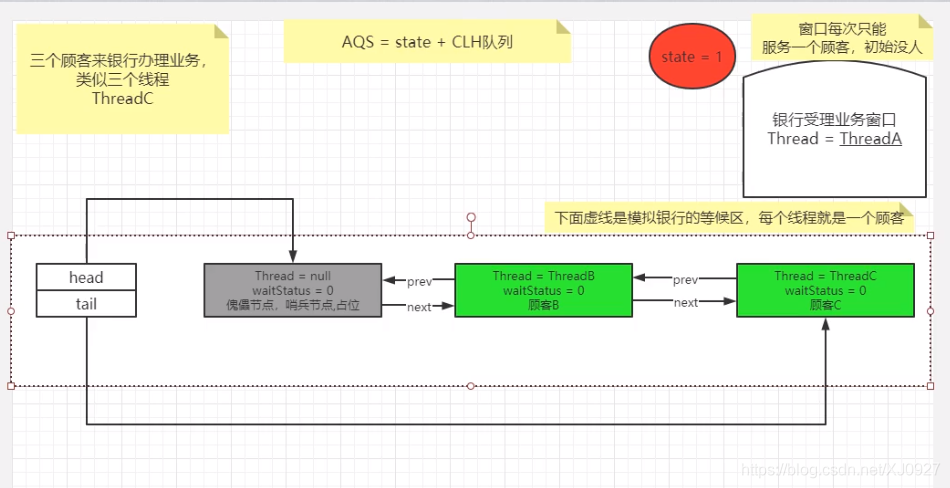 三个顾客来银行办理业务，
类似三个线程
ThreadC
AQS = state + CLH队列
state = 1
窗口每次只能
服务一个顾客，初始没人
银行受理业务窗口
Thread = ThreadA
下面虚线是模拟银行的等候区，每个线程就是一个顾客
head
tail
Thread = null
waitStatus = 0
傀儡节点，哨兵节点,占位
prev
next
Thread = ThreadB
waitStatus = 0
顾客B
prev
next
Thread = ThreadC
waitStatus = 0
顾客C
https://blog.csdn.net/XJ0927